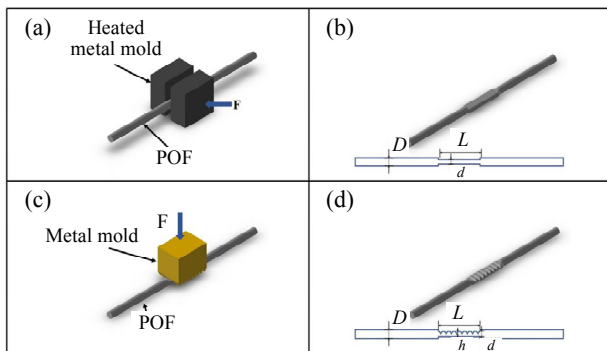 (a)
Heated
metal mold
F
POF
(b)
L
D
d
(c)
F
Metal mold
POF
(d)
L
D
h
d